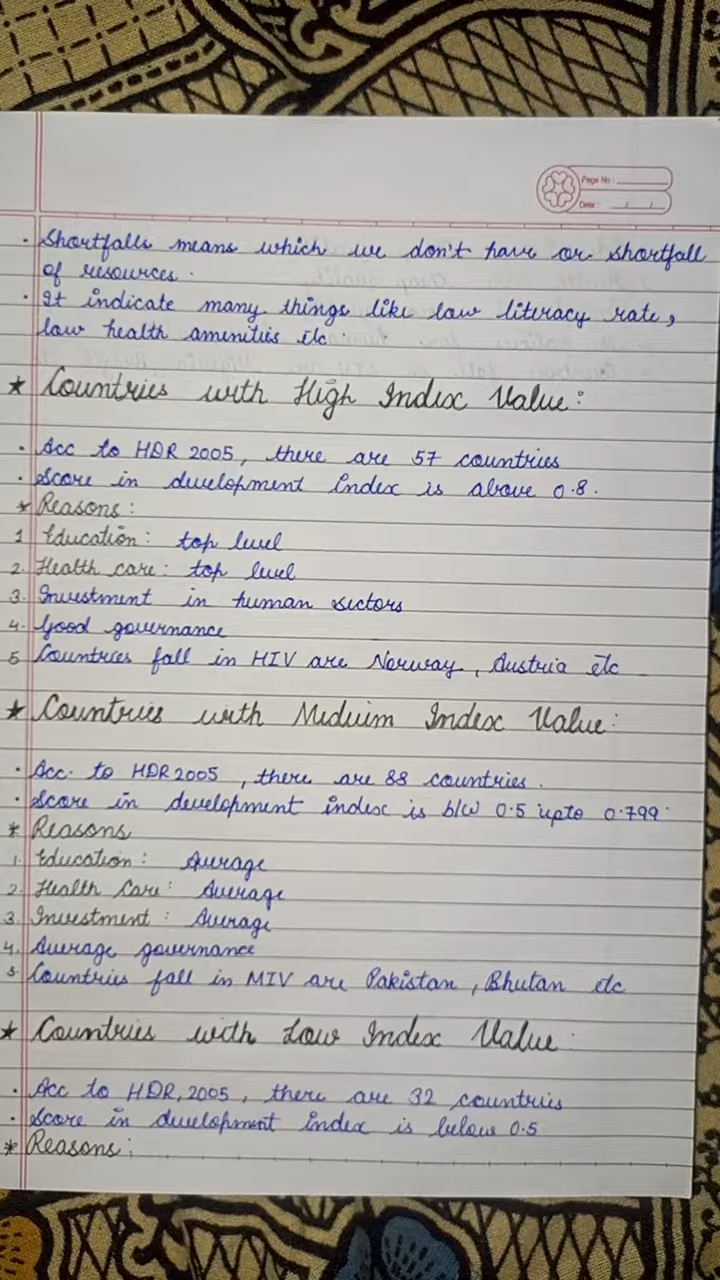 Page No:
Date: / /
• Shortfalls means which we don't have or shortfall
of resources.
• It indicate many things like low literacy rate,
low health amenities etc.
* Countries with High Index Value:
• Acc to HDR 2005, there are 57 countries
• Score in development index is above 0.8.
* Reasons:
1 Education: top level
2. Health care: top level
3. Investment in human sectors
4. Good governance
5 Countries fall in HIV are Norway, Austria etc
* Countries with Meduim Index Value:
• Acc. to HDR 2005, there are 88 countries.
• Score in development index is b/w 0.5 upto 0.799
* Reasons
1. Education: Average
2. Health Care: Average
3. Investment: Average
4. Average governance
5. Countries fall in MIV are Pakistan, Bhutan etc
* Countries with Low Index Value:
• Acc to HDR, 2005, there are 32 countries
• Score in development index is below 0.5
* Reasons: